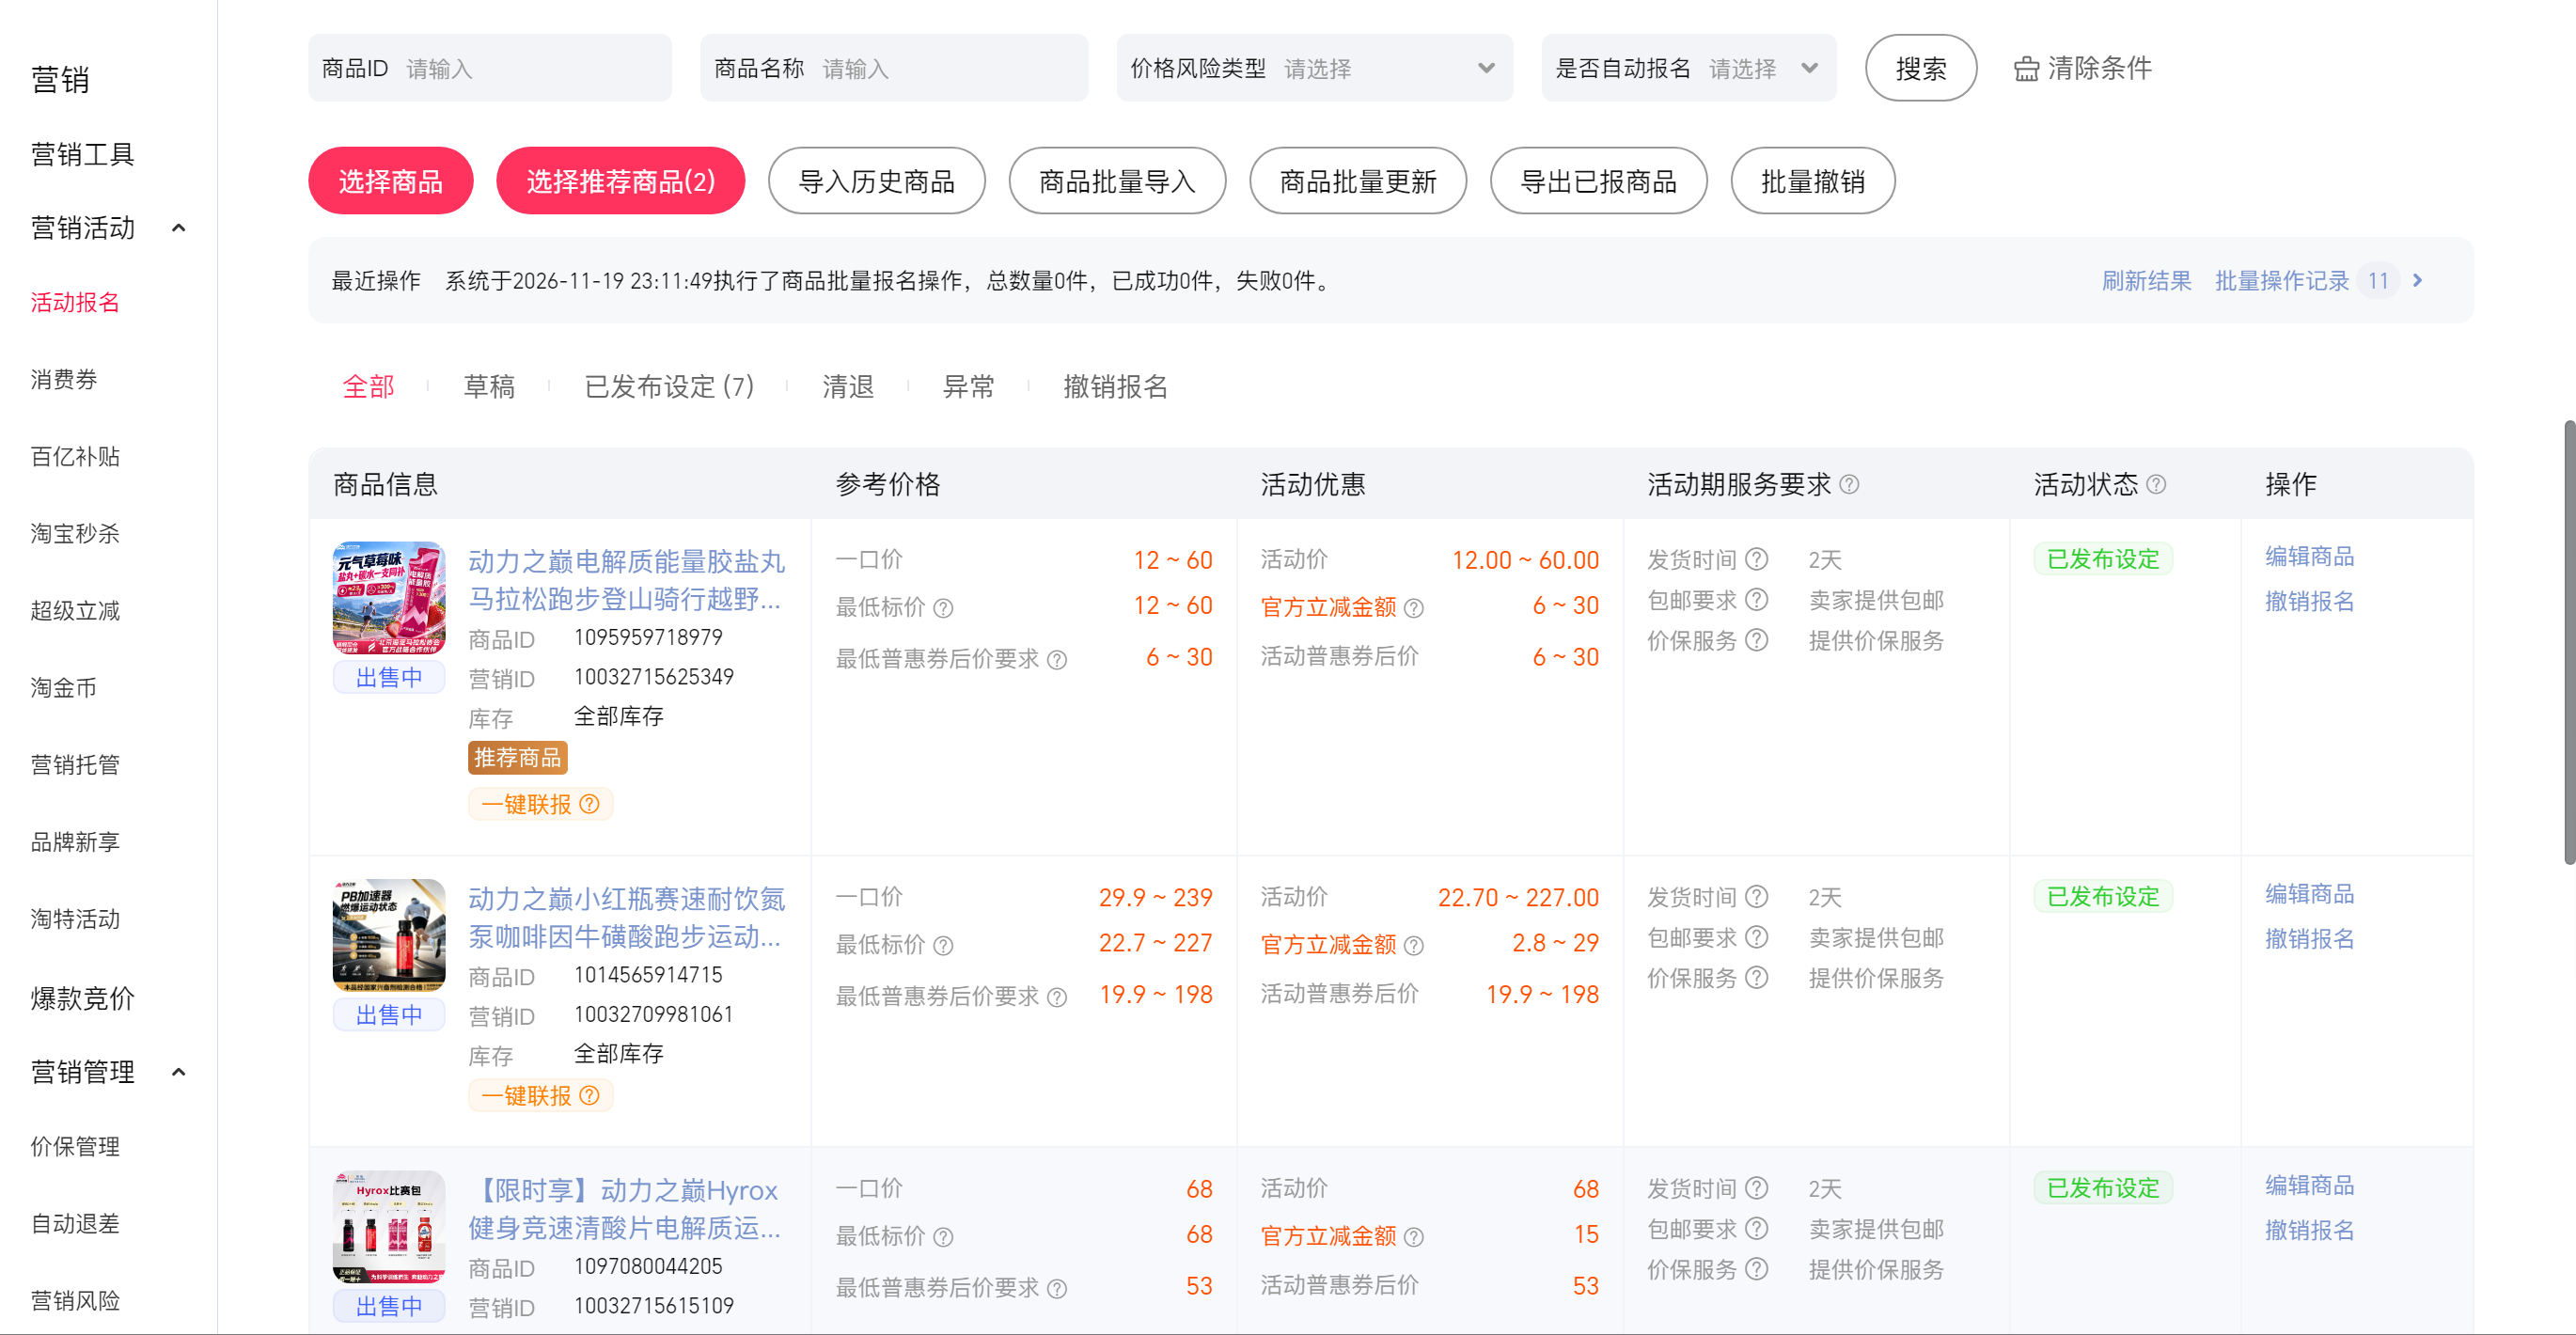 营销
营销工具
营销活动
活动报名
消费券
百亿补贴
淘宝秒杀
超级立减
淘金币
营销托管
品牌新享
淘特活动
爆款竞价
营销管理
价保管理
自动退差
营销风险
商品ID 请输入 商品名称 请输入 价格风险类型 请选择 是否自动报名 请选择 搜索 清除条件
选择商品 选择推荐商品(2) 导入历史商品 商品批量导入 商品批量更新 导出已报商品 批量撤销
最近操作 系统于2026-11-19 23:11:49执行了商品批量报名操作，总数量0件，已成功0件，失败0件。 刷新结果 批量操作记录 11
全部 草稿 已发布设定 (7) 清退 异常 撤销报名
商品信息 参考价格 活动优惠 活动期服务要求 活动状态 操作
元气草莓味
盐丸+碳水一支同补
出售中
动力之巅电解质能量胶盐丸
马拉松跑步登山骑行越野...
商品ID 1095959718979
营销ID 10032715625349
库存 全部库存
推荐商品
一键联报
一口价 12 ~ 60
最低标价 12 ~ 60
最低普惠券后价要求 6 ~ 30
活动价 12.00 ~ 60.00
官方立减金额 6 ~ 30
活动普惠券后价 6 ~ 30
发货时间 2天
包邮要求 卖家提供包邮
价保服务 提供价保服务
已发布设定
编辑商品
撤销报名
PB加速器
燃爆运动状态
出售中
动力之巅小红瓶赛速耐饮氮
泵咖啡因牛磺酸跑步运动...
商品ID 1014565914715
营销ID 10032709981061
库存 全部库存
一键联报
一口价 29.9 ~ 239
最低标价 22.7 ~ 227
最低普惠券后价要求 19.9 ~ 198
活动价 22.70 ~ 227.00
官方立减金额 2.8 ~ 29
活动普惠券后价 19.9 ~ 198
发货时间 2天
包邮要求 卖家提供包邮
价保服务 提供价保服务
已发布设定
编辑商品
撤销报名
Hyrox比赛包
出售中
【限时享】动力之巅Hyrox
健身竞速清酸片电解质运...
商品ID 1097080044205
营销ID 10032715615109
一口价 68
最低标价 68
最低普惠券后价要求 53
活动价 68
官方立减金额 15
活动普惠券后价 53
发货时间 2天
包邮要求 卖家提供包邮
价保服务 提供价保服务
已发布设定
编辑商品
撤销报名